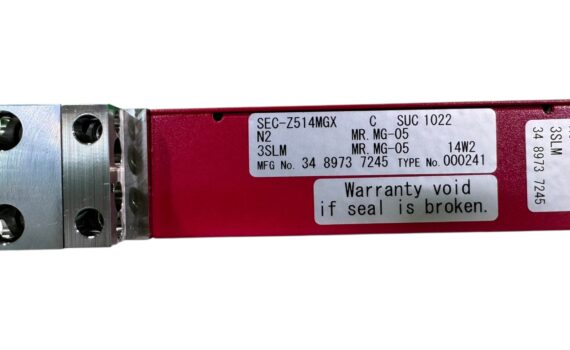 SEC-Z514MGX C SUC 1022
N2 MR. MG-05
3SLM MR. MG-05 14W2
MFG No. 34 8973 7245 TYPE No. 000241
Warranty void
if seal is broken.
3SLM
34 8973 7245